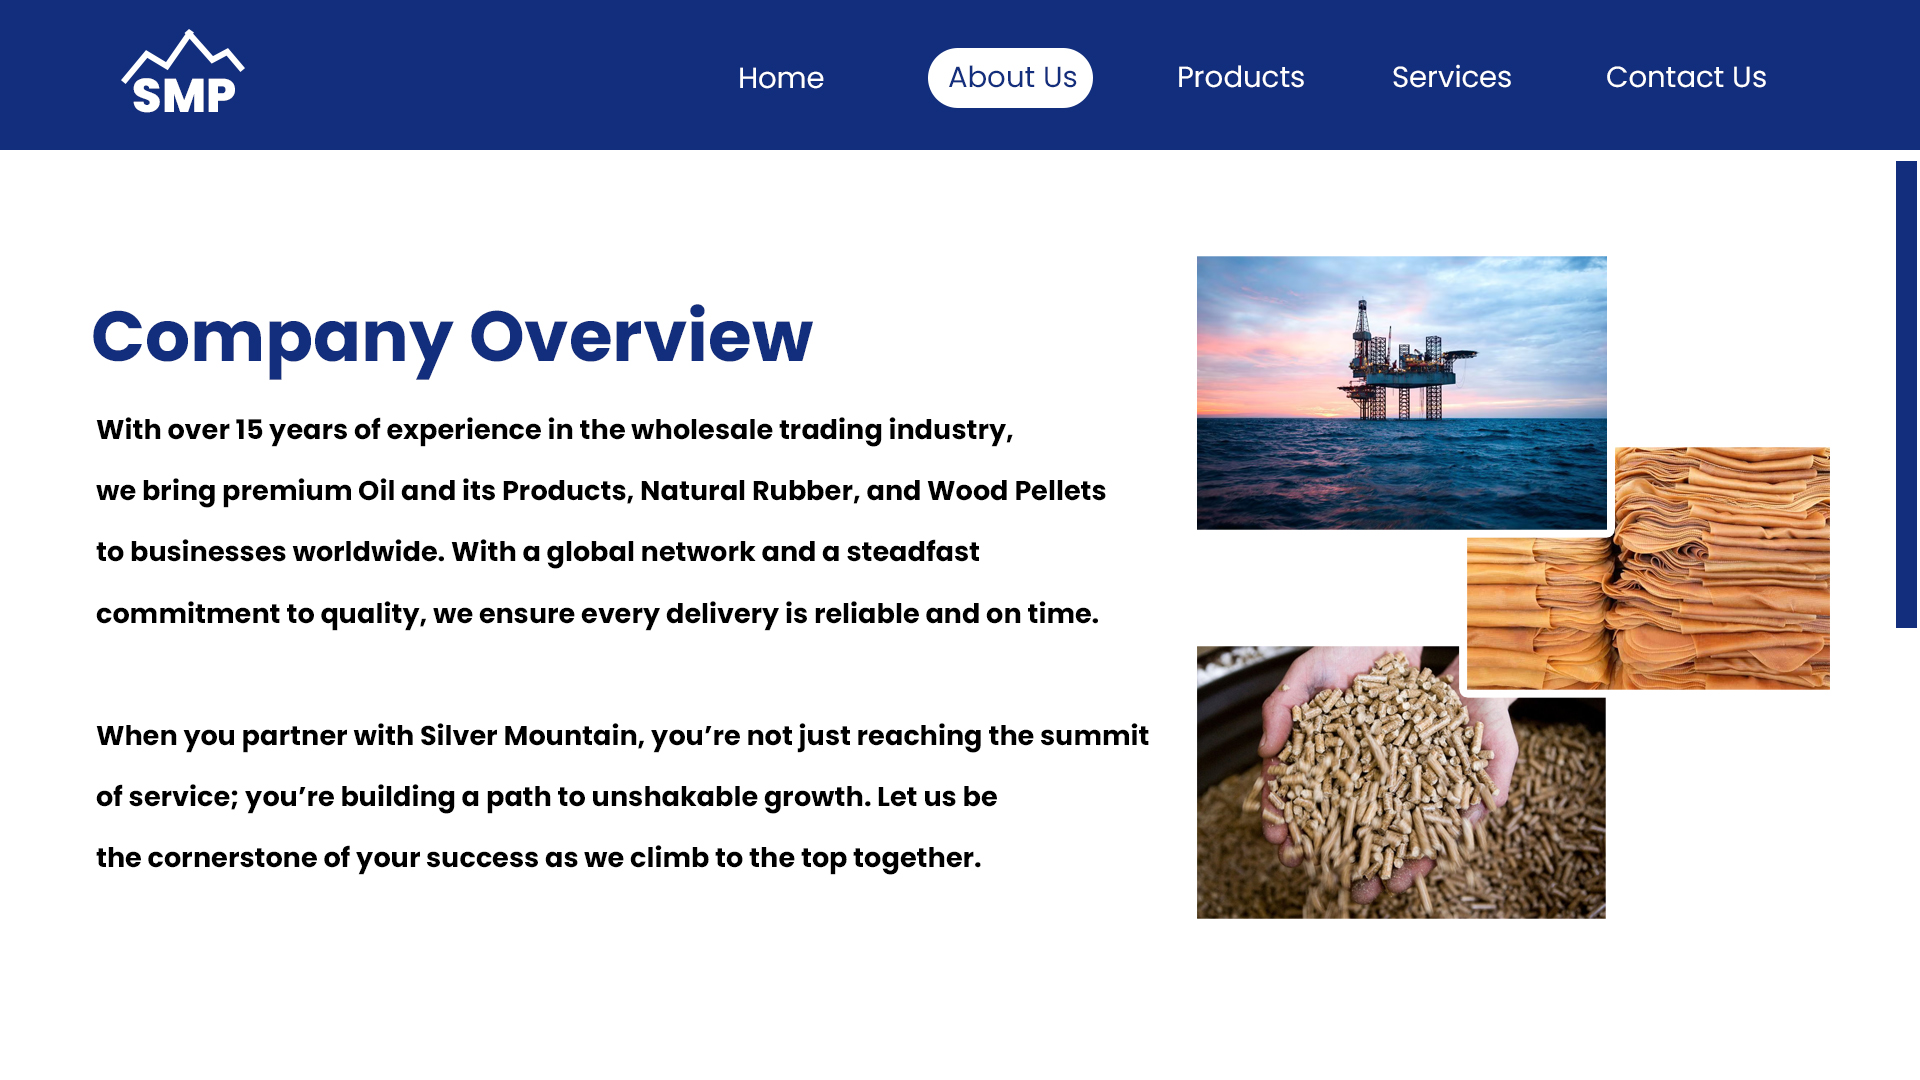 SMP
Home
About Us
Products
Services
Contact Us
Company Overview
With over 15 years of experience in the wholesale trading industry,
we bring premium Oil and its Products, Natural Rubber, and Wood Pellets
to businesses worldwide. With a global network and a steadfast
commitment to quality, we ensure every delivery is reliable and on time.
When you partner with Silver Mountain, you’re not just reaching the summit
of service; you’re building a path to unshakable growth. Let us be
the cornerstone of your success as we climb to the top together.